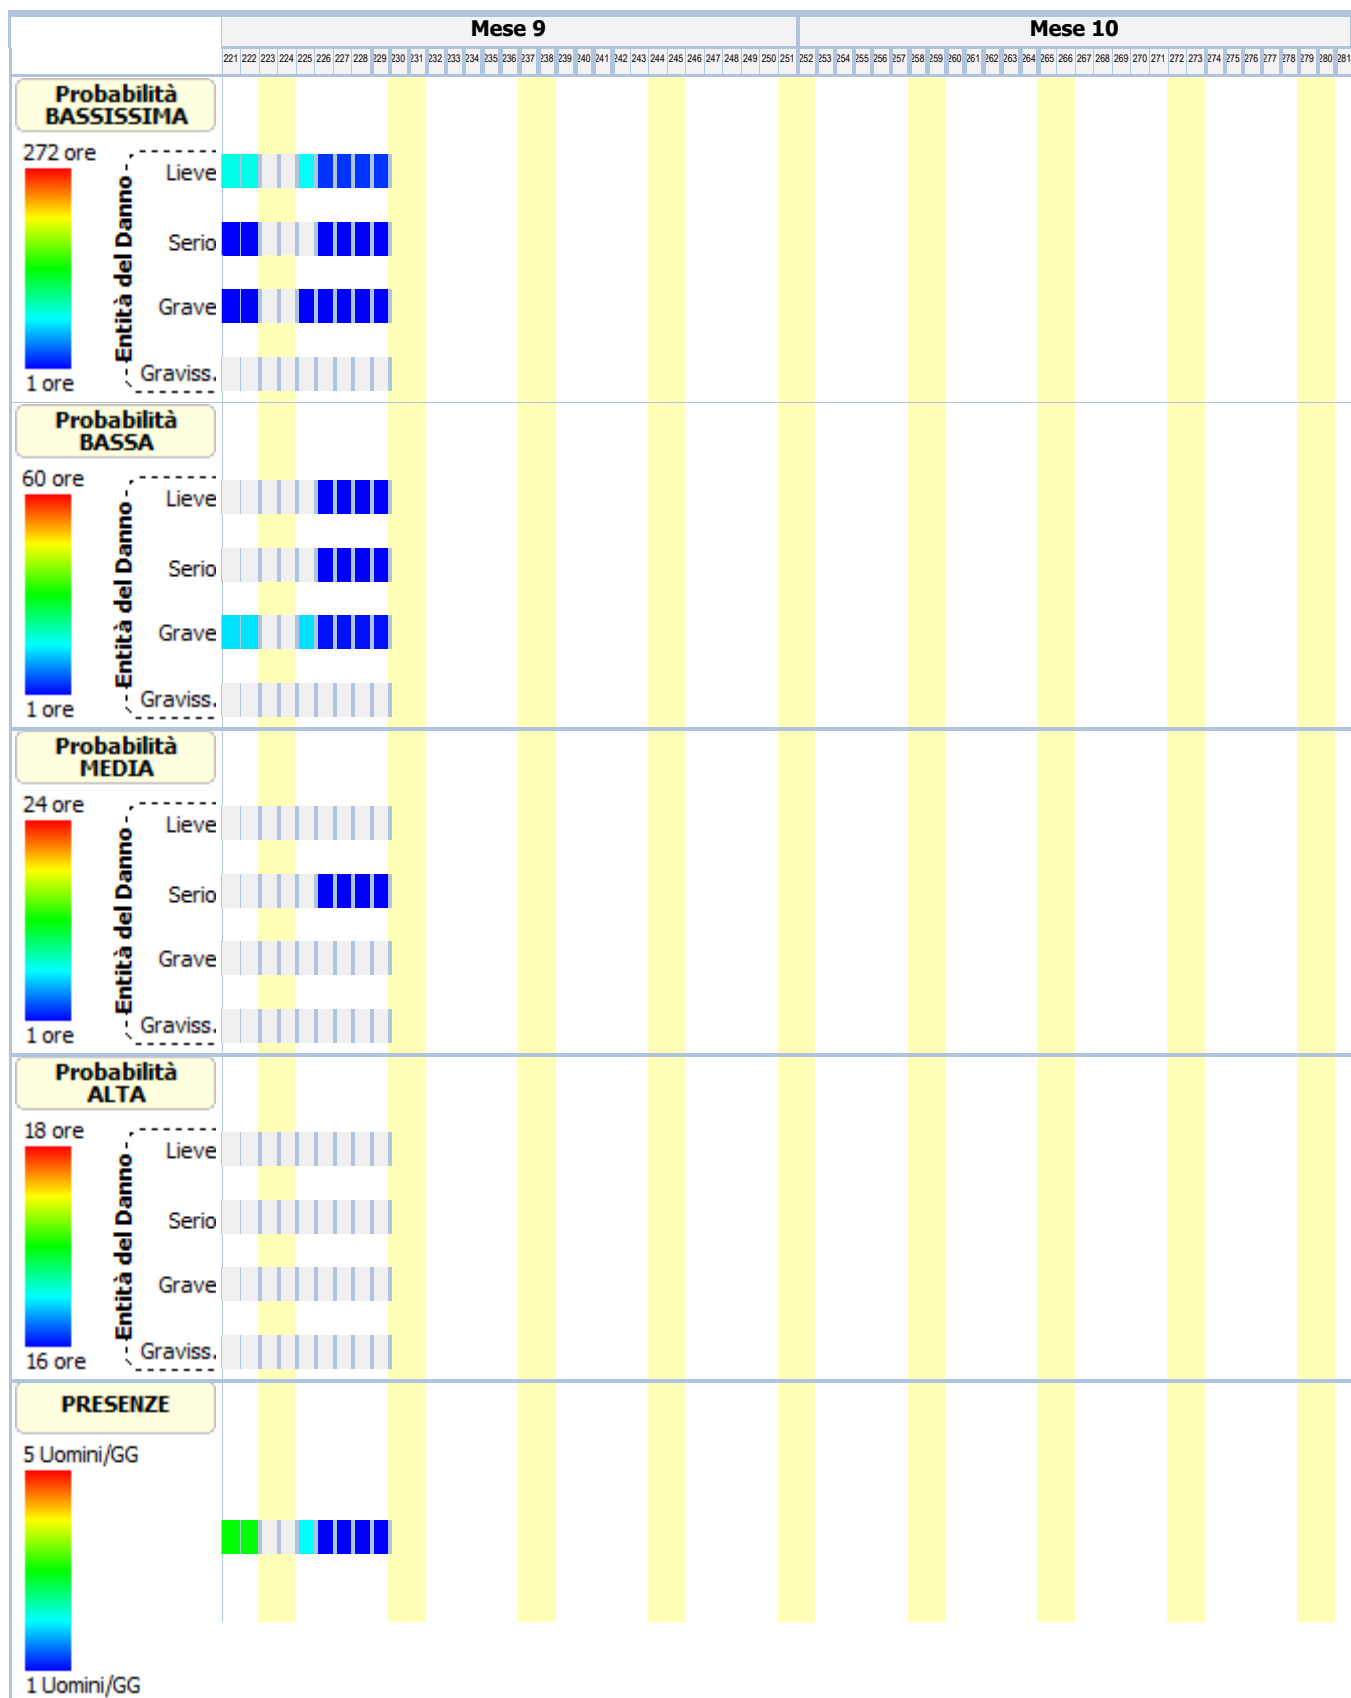 Mese 9 Mese 10
221 222 223 224 225 226 227 228 229 230 231 232 233 234 235 236 237 238 239 240 241 242 243 244 245 246 247 248 249 250 251 252 253 254 255 256 257 258 259 260 261 262 263 264 265 266 267 268 269 270 271 272 273 274 275 276 277 278 279 280 281
Probabilità
BASSISSIMA
272 ore
Entità del Danno
Lieve
Serio
Grave
Graviss.
1 ore
Probabilità
BASSA
60 ore
Entità del Danno
Lieve
Serio
Grave
Graviss.
1 ore
Probabilità
MEDIA
24 ore
Entità del Danno
Lieve
Serio
Grave
Graviss.
1 ore
Probabilità
ALTA
18 ore
Entità del Danno
Lieve
Serio
Grave
Graviss.
16 ore
PRESENZE
5 Uomini/GG
1 Uomini/GG